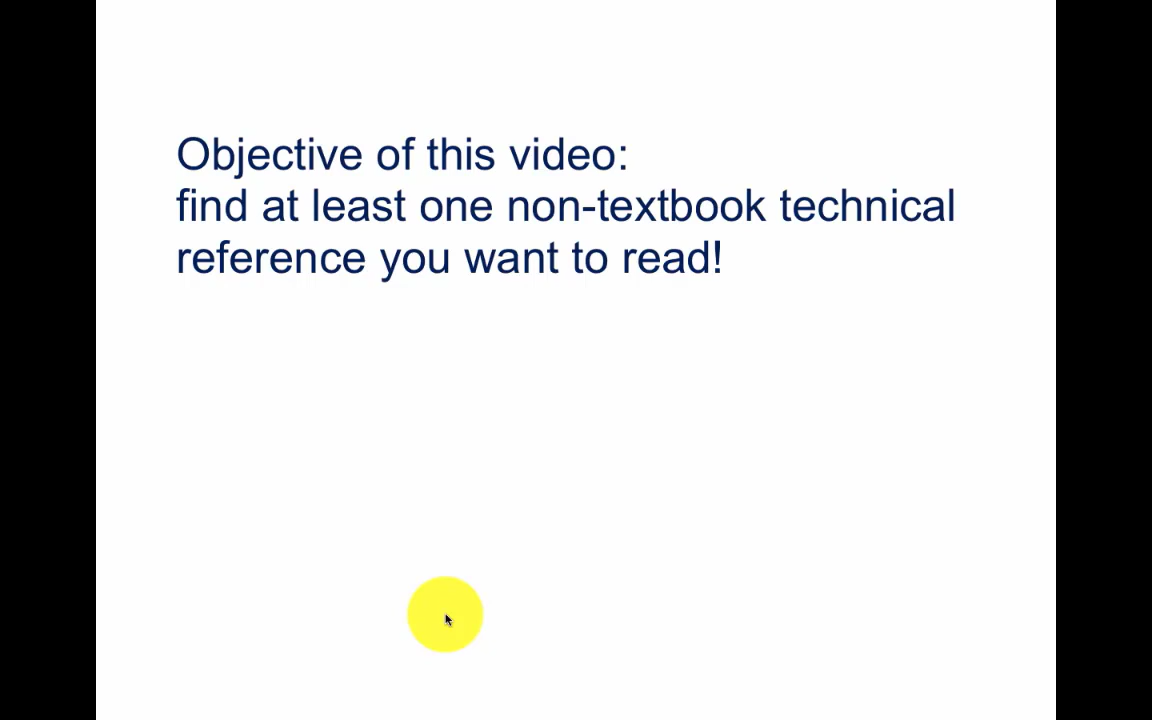 Objective of this video:
find at least one non-textbook technical
reference you want to read!